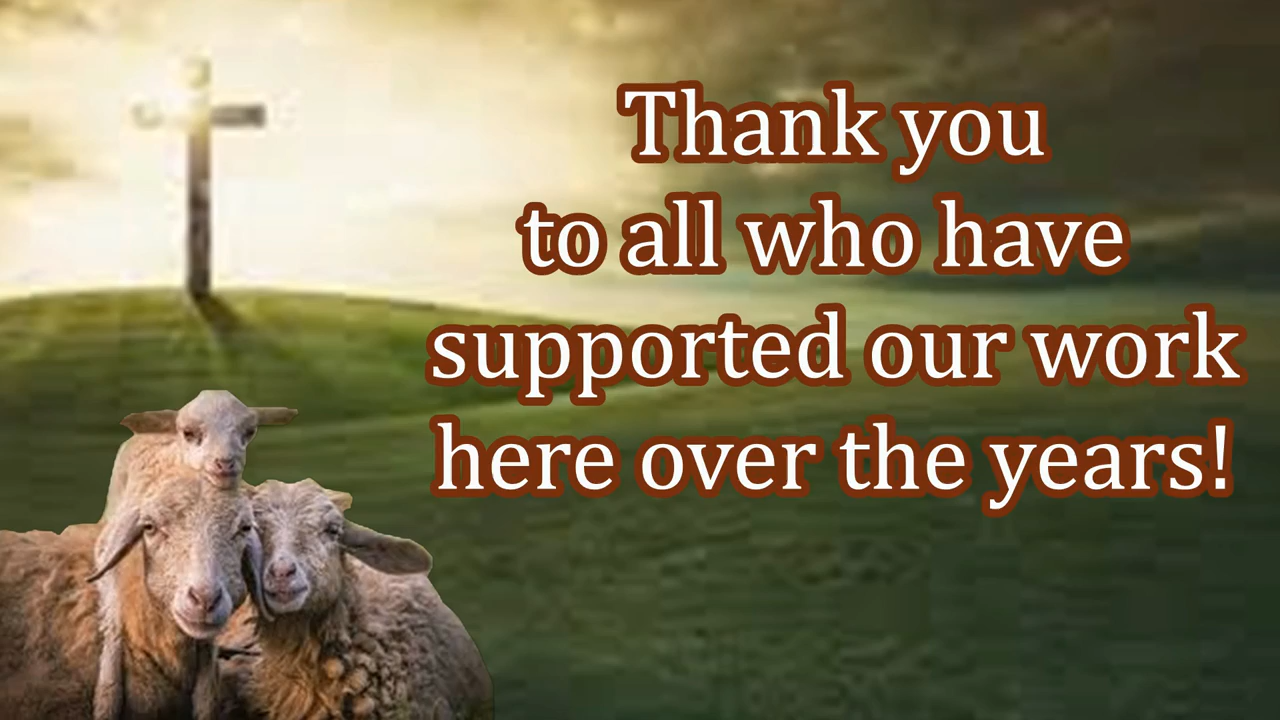 Thank you
to all who have
supported our work
here over the years!